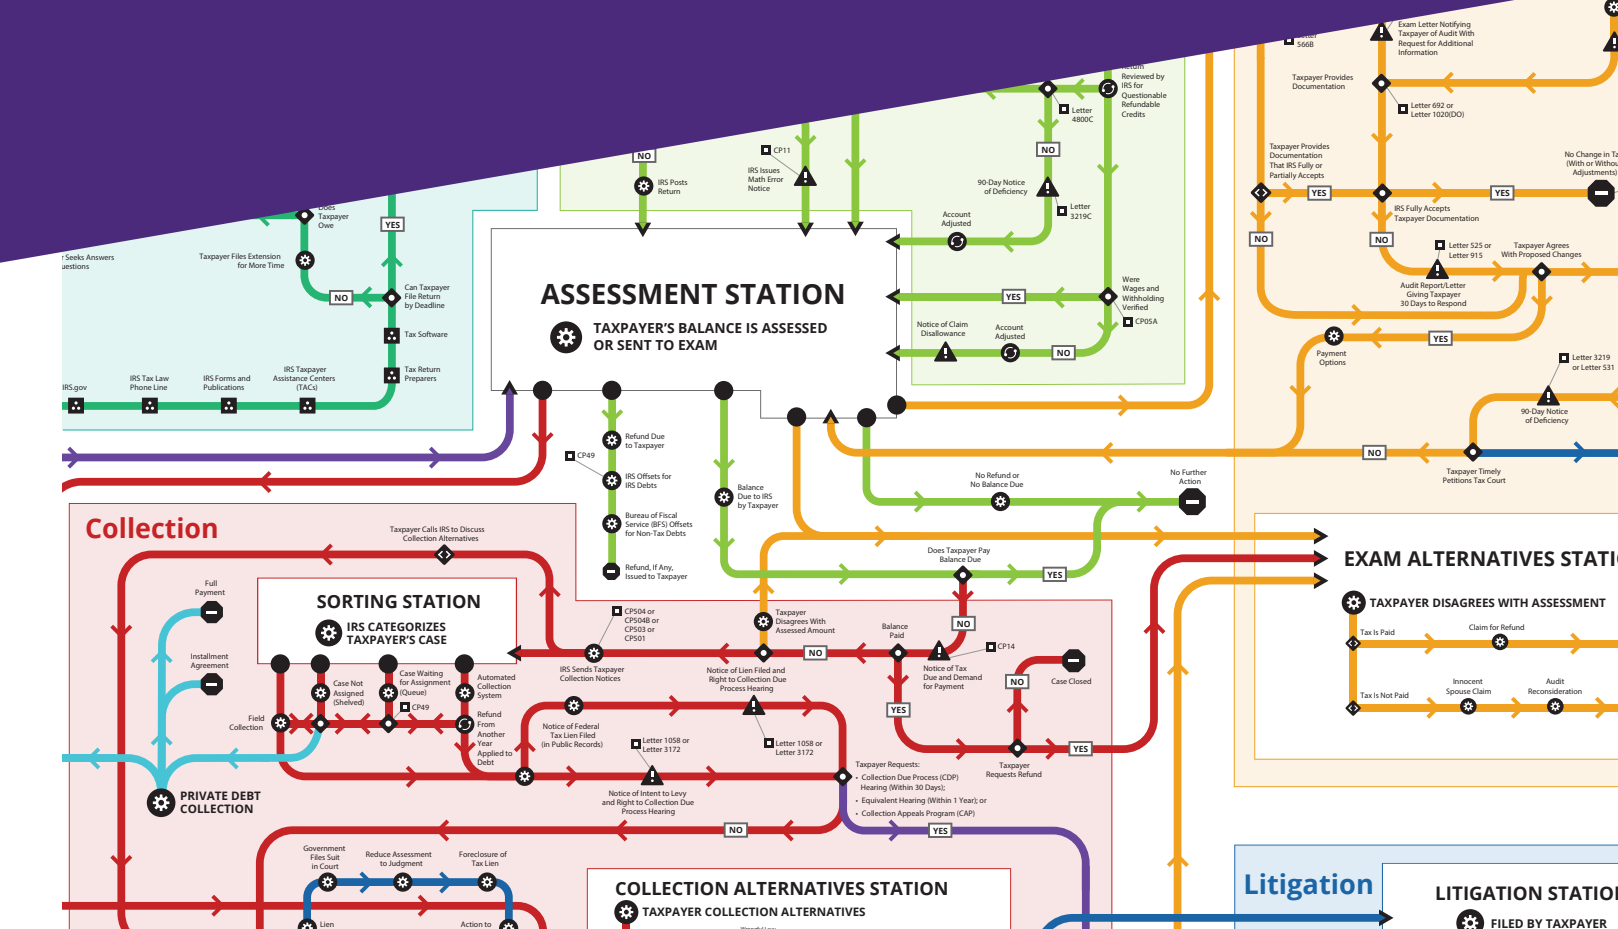 566B
Exam Letter Notifying
Taxpayer of Audit With
Request for Additional
Information
Taxpayer Provides
Documentation
Letter 692 or
Letter 1020(DO)
Reviewed by
IRS for
Questionable
Refundable
Credits
Letter
4800C
NO
90-Day Notice
of Deficiency
Letter
3219C
Account
Adjusted
NO
IRS Posts
Return
CP11
IRS Issues
Math Error
Notice
Taxpayer Provides
Documentation
That IRS Fully or
Partially Accepts
YES
YES
No Change in
(With or
Adjustments)
IRS Fully Accepts
Taxpayer Documentation
NO
NO
Letter 525 or
Letter 915
Taxpayer Agrees
With Proposed Changes
Audit Report/Letter
Giving Taxpayer
30 Days to Respond
Does
Taxpayer
Owe
YES
Seeks Answers
Taxpayer Files Extension
for More Time
NO
Can Taxpayer
File Return
by Deadline
Tax Software
Tax Return
Preparers
IRS.gov
IRS Tax Law
Phone Line
IRS Forms and
Publications
IRS Taxpayer
Assistance Centers
(TACs)
ASSESSMENT STATION
TAXPAYER'S BALANCE IS ASSESSED
OR SENT TO EXAM
YES
Were
Wages and
Withholding
Verified
CP05A
Notice of Claim
Disallowance
Account
Adjusted
NO
Payment
Options
YES
Letter 3219
or Letter 531
90-Day Notice
of Deficiency
NO
Taxpayer Timely
Petitions Tax Court
Refund Due
to Taxpayer
CP49
IRS Offsets for
IRS Debts
Bureau of Fiscal
Service (BFS) Offsets
for Non-Tax Debts
Refund, If Any,
Issued to Taxpayer
Balance
Due to IRS
by Taxpayer
No Refund or
No Balance Due
No Further
Action
Does Taxpayer Pay
Balance Due
YES
NO
Collection
Taxpayer Calls IRS to Discuss
Collection Alternatives
Full
Payment
Installment
Agreement
SORTING STATION
IRS CATEGORIZES
TAXPAYER'S CASE
CP504 or
CP504B or
CP503 or
CP501
IRS Sends Taxpayer
Collection Notices
Taxpayer
Disagrees With
Assessed Amount
NO
Notice of Lien Filed and
Right to Collection Due
Process Hearing
Balance
Paid
CP14
Notice of Tax
Due and Demand
for Payment
Case Closed
NO
YES
YES
Taxpayer
Requests Refund
Field
Collection
Case Not
Assigned
(Shelved)
Case Waiting
for Assignment
(Queue)
CP49
Automated
Collection
System
Refund
From
Another
Year
Applied to
Debt
Notice of Federal
Tax Lien Filed
(in Public Records)
Letter 1058 or
Letter 3172
Letter 1058 or
Letter 3172
Notice of Intent to Levy
and Right to Collection Due
Process Hearing
Taxpayer Requests:
• Collection Due Process (CDP)
Hearing (Within 30 Days);
• Equivalent Hearing (Within 1 Year); or
• Collection Appeals Program (CAP)
NO
YES
PRIVATE DEBT
COLLECTION
Government
Files Suit
in Court
Reduce Assessment
to Judgment
Foreclosure of
Tax Lien
Lien
Action to
COLLECTION ALTERNATIVES STATION
TAXPAYER COLLECTION ALTERNATIVES
EXAM ALTERNATIVES STATI
TAXPAYER DISAGREES WITH ASSESSMENT
Tax Is Paid
Claim for Refund
Tax Is Not Paid
Innocent
Spouse Claim
Audit
Reconsideration
Litigation
LITIGATION STATION
FILED BY TAXPAYER